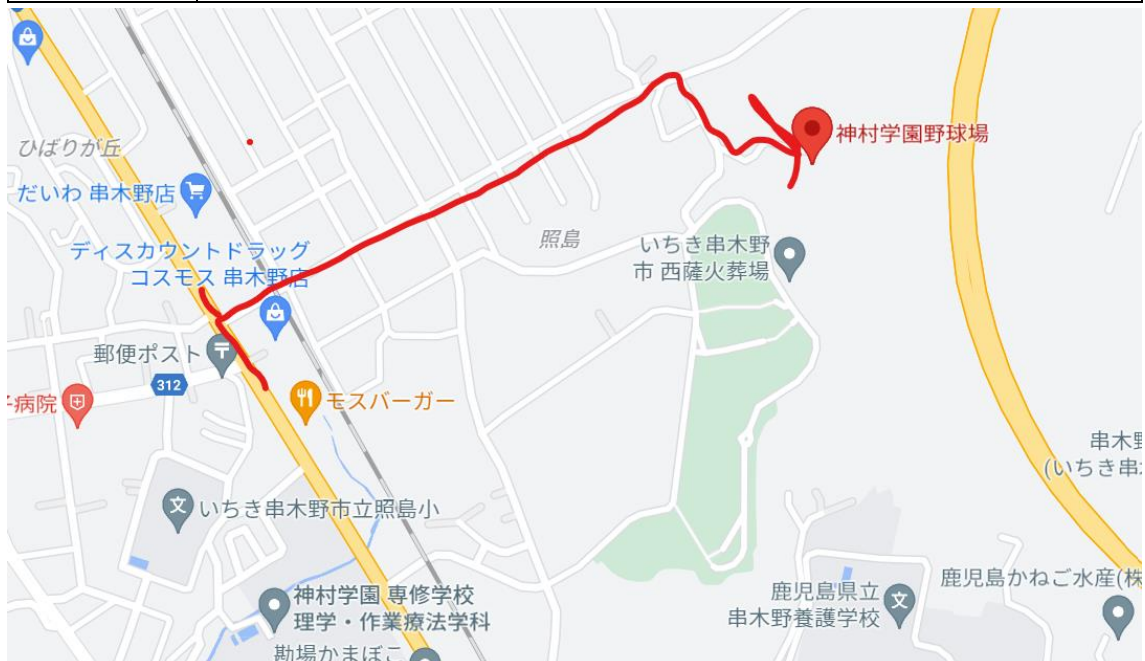 神村学園野球場
ひばりが丘
だいわ 串木野店
ディスカウントドラッグ
コスモス 串木野店
照島
いちき串木野
市 西薩火葬場
郵便ポスト
312
病院
モスバーガー
串木野
(いちき串
いちき串木野市立照島小
文
神村学園 専修学校
理学・作業療法学科
鹿児島県立
串木野養護学校
文
鹿児島かねご水産(株
勘場かまぼこ